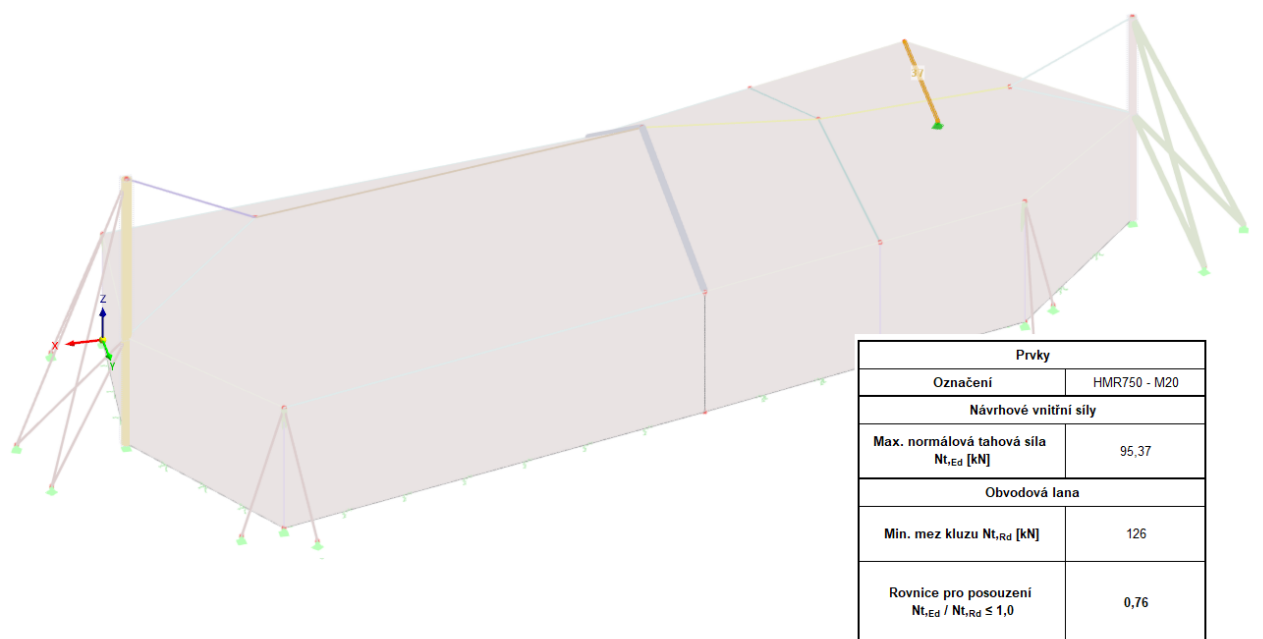 37
Z
X
Y
Prvky
Označení HMR750 - M20
Návrhové vnitřní síly
Max. normálová tahová síla
Nt,Ed [kN] 95,37
Obvodová lana
Min. mez kluzu Nt,Rd [kN] 126
Rovnice pro posouzení
Nt,Ed / Nt,Rd ≤ 1,0 0,76